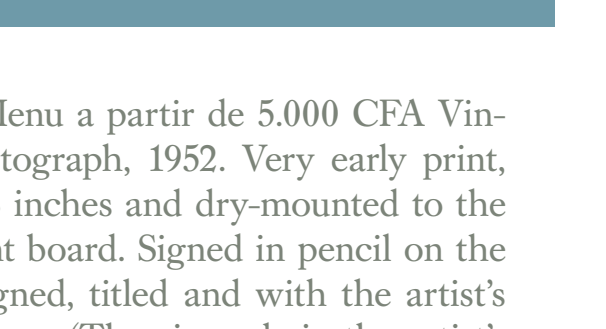 Menu a partir de 5.000 CFA Vin-
tograph, 1952. Very early print,
inches and dry-mounted to the
board. Signed in pencil on the
gned, titled and with the artist's